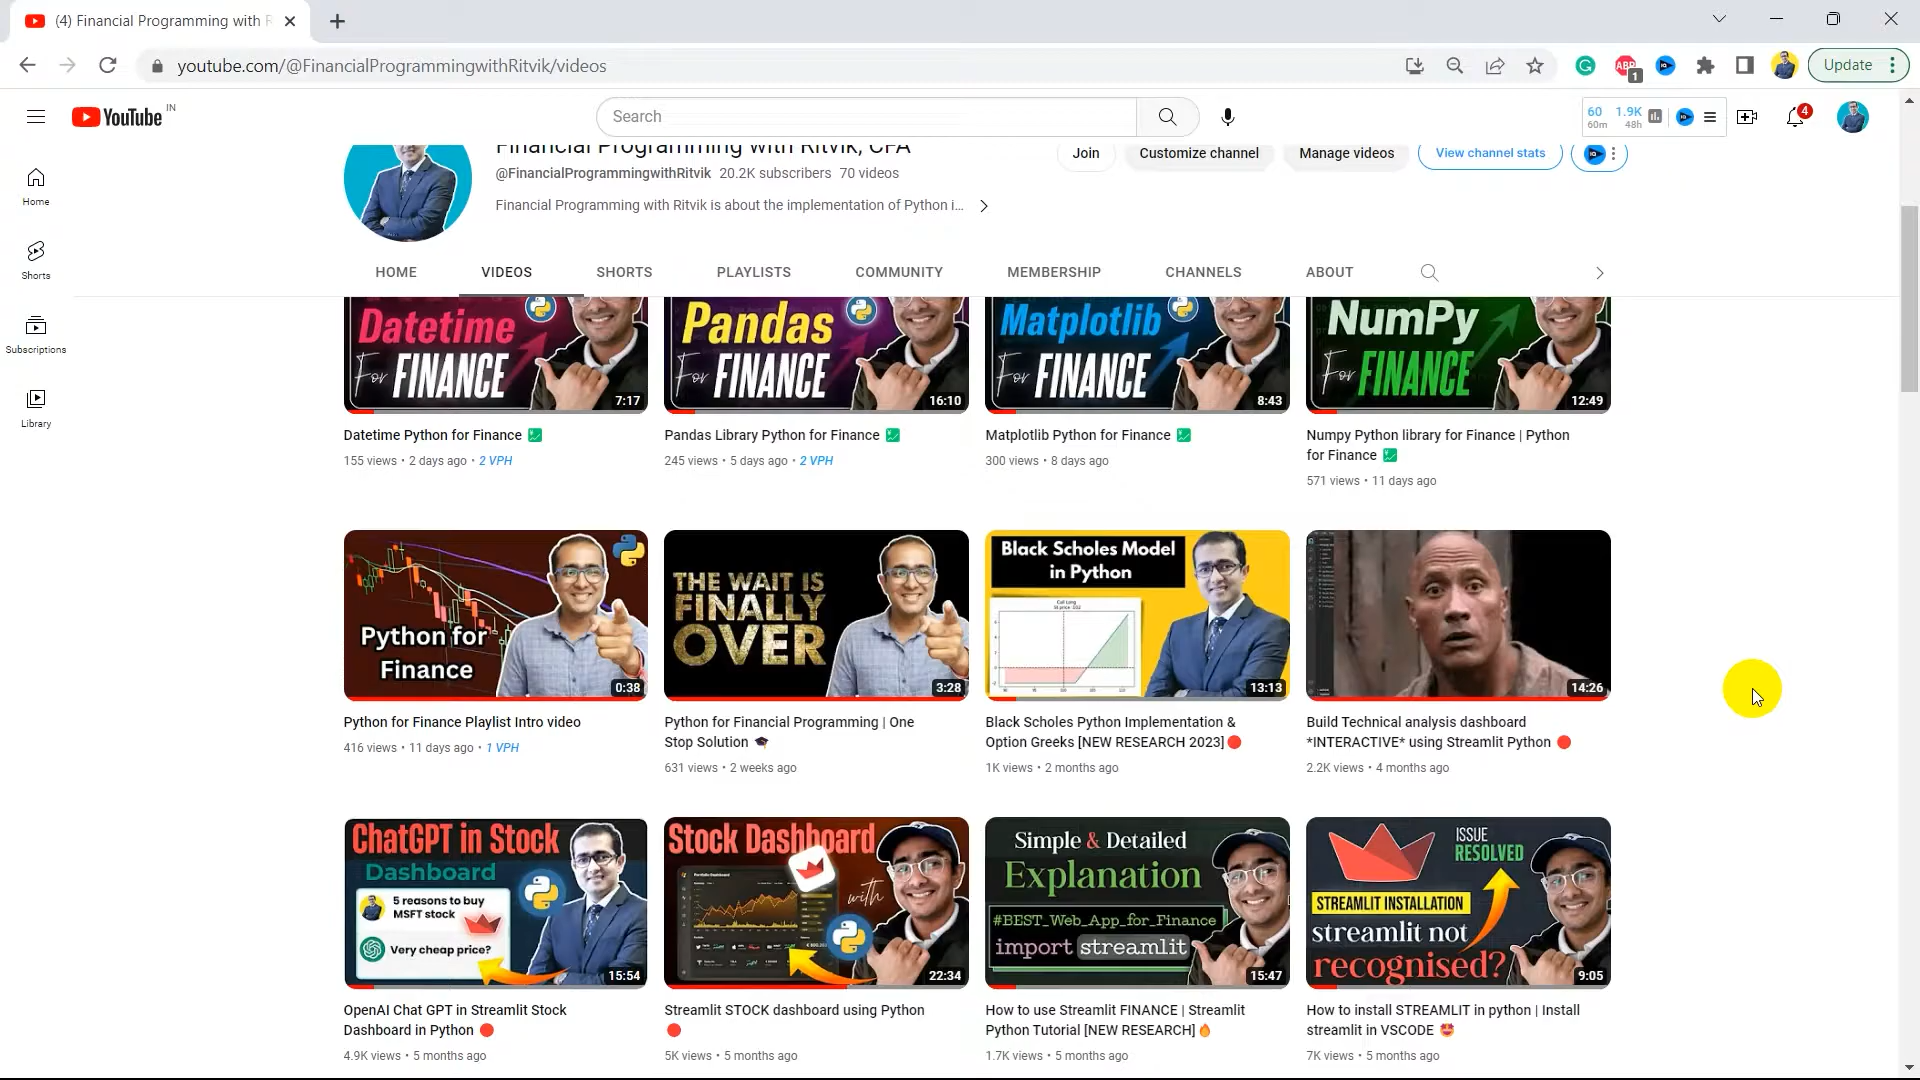 (4) Financial Programming with R
youtube.com/@FinancialProgrammingwithRitvik/videos
ABP
1
Update
YouTube IN
Search
60 1.9K
60m 48h
4
Home
Shorts
Subscriptions
Library
Financial Programming with Ritvik, CFA
@FinancialProgrammingwithRitvik 20.2K subscribers 70 videos
Financial Programming with Ritvik is about the implementation of Python i...
Join
Customize channel
Manage videos
View channel stats
HOME
VIDEOS
SHORTS
PLAYLISTS
COMMUNITY
MEMBERSHIP
CHANNELS
ABOUT
Datetime
For FINANCE
7:17
Pandas
For FINANCE
16:10
Matplotlib
For FINANCE
8:43
NumPy
For FINANCE
12:49
Datetime Python for Finance
155 views • 2 days ago • 2 VPH
Pandas Library Python for Finance
245 views • 5 days ago • 2 VPH
Matplotlib Python for Finance
300 views • 8 days ago
Numpy Python library for Finance | Python
for Finance
571 views • 11 days ago
Python for
Finance
0:38
THE WAIT IS
FINALLY
OVER
3:28
Black Scholes Model
in Python
13:13
14:26
Python for Finance Playlist Intro video
416 views • 11 days ago • 1 VPH
Python for Financial Programming | One
Stop Solution
631 views • 2 weeks ago
Black Scholes Python Implementation &
Option Greeks [NEW RESEARCH 2023]
1K views • 2 months ago
Build Technical analysis dashboard
*INTERACTIVE* using Streamlit Python
2.2K views • 4 months ago
ChatGPT in Stock
Dashboard
5 reasons to buy
MSFT stock
Very cheap price?
15:54
Stock Dashboard
with
22:34
Simple & Detailed
Explanation
#BEST_Web_App_for_Finance
import streamlit
15:47
ISSUE
RESOLVED
STREAMLIT INSTALLATION
streamlit not
recognised?
9:05
OpenAI Chat GPT in Streamlit Stock
Dashboard in Python
4.9K views • 5 months ago
Streamlit STOCK dashboard using Python
5K views • 5 months ago
How to use Streamlit FINANCE | Streamlit
Python Tutorial [NEW RESEARCH]
1.7K views • 5 months ago
How to install STREAMLIT in python | Install
streamlit in VSCODE
7K views • 5 months ago